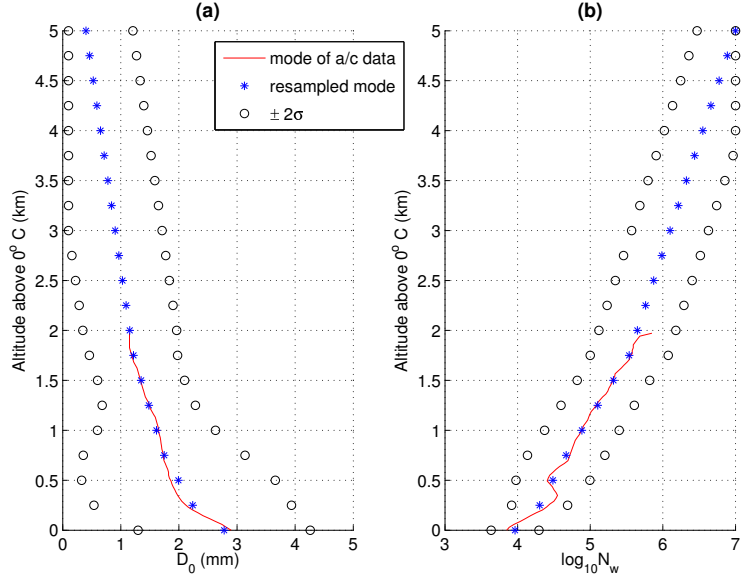 (a)
(b)
mode of a/c data
resampled mode
± 2σ
Altitude above 0° C (km)
5
4.5
4
3.5
3
2.5
2
1.5
1
0.5
0
0 1 2 3 4 5
D0 (mm)
Altitude above 0° C (km)
5
4.5
4
3.5
3
2.5
2
1.5
1
0.5
0
3 4 5 6 7
log10Nw